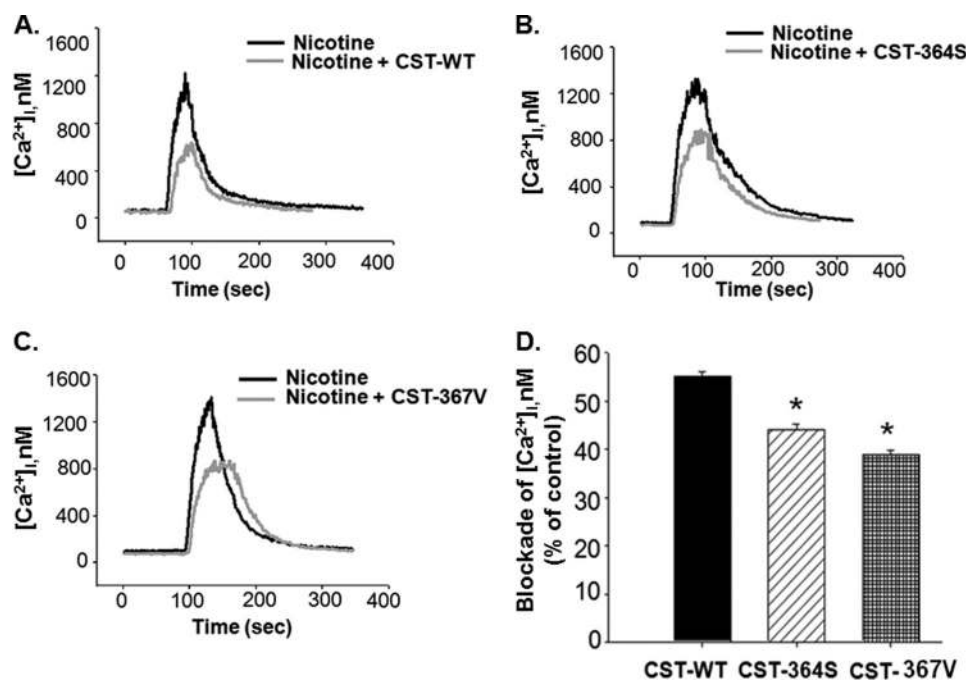 A.
1600
1200
800
400
0
[Ca²⁺]ᵢ,nM
Nicotine
Nicotine + CST-WT
0 100 200 300 400
Time (sec)
B.
1600
1200
800
400
0
[Ca²⁺]ᵢ,nM
Nicotine
Nicotine + CST-364S
0 100 200 300 400
Time (sec)
C.
1600
1200
800
400
0
[Ca²⁺]ᵢ,nM
Nicotine
Nicotine + CST-367V
0 100 200 300 400
Time (sec)
D.
60
50
40
30
20
10
0
Blockade of [Ca²⁺]ᵢ,nM
(% of control)
* *
CST-WT CST-364S CST- 367V